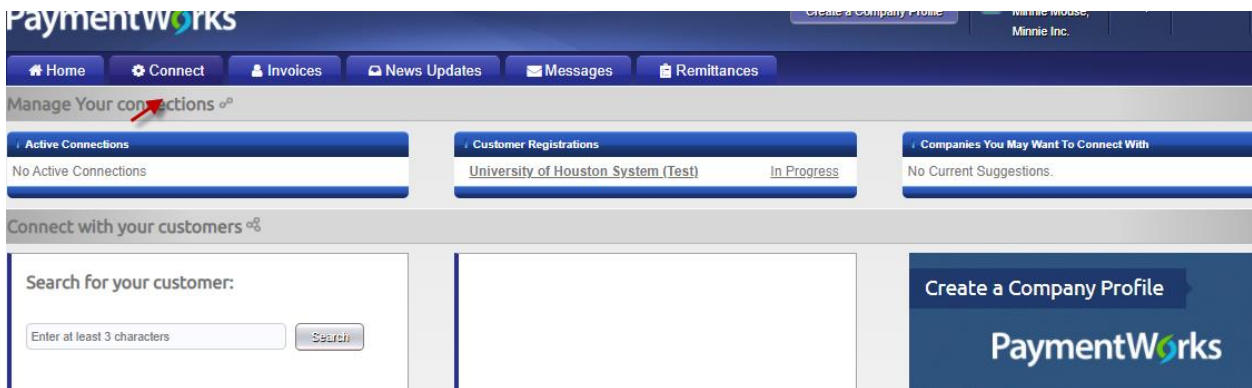 PaymentWorks
Create a Company Profile
Minnie Mouse,
Minnie Inc.
Home Connect Invoices News Updates Messages Remittances
Manage Your connections
Active Connections
No Active Connections
Customer Registrations
University of Houston System (Test) In Progress
Companies You May Want To Connect With
No Current Suggestions.
Connect with your customers
Search for your customer:
Enter at least 3 characters Search
Create a Company Profile
PaymentWorks